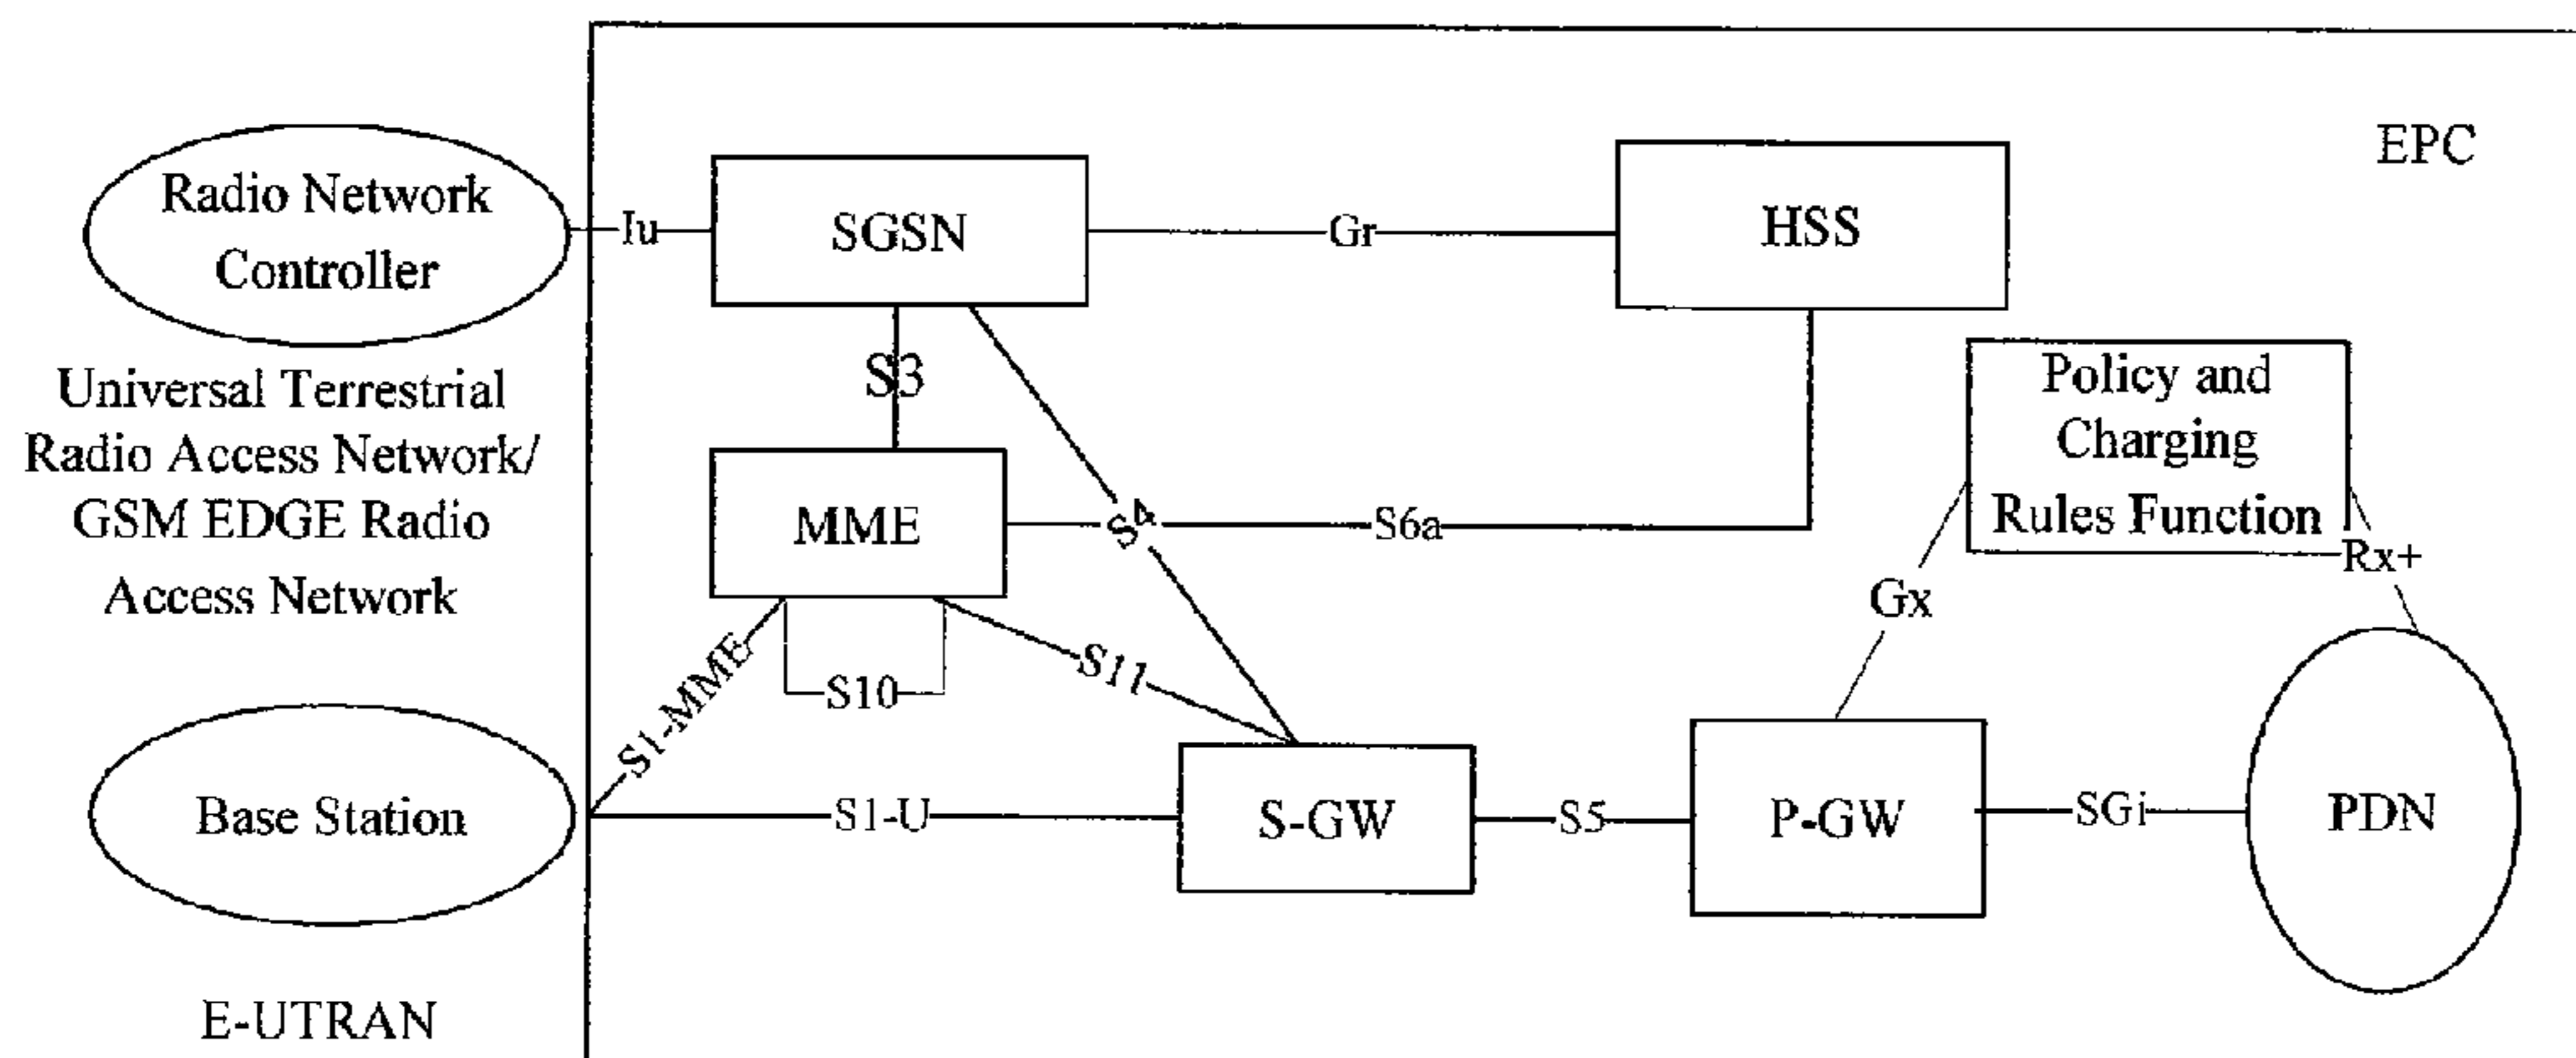 EPC
Radio Network
Controller
Iu
SGSN
Gr
HSS
Universal Terrestrial
Radio Access Network/
GSM EDGE Radio
Access Network
S3
Policy and
Charging
Rules Function
MME
S4
S6a
Rx+
Gx
S1-MME
S10
S11
Base Station
S1-U
S-GW
S5
P-GW
SGi
PDN
E-UTRAN